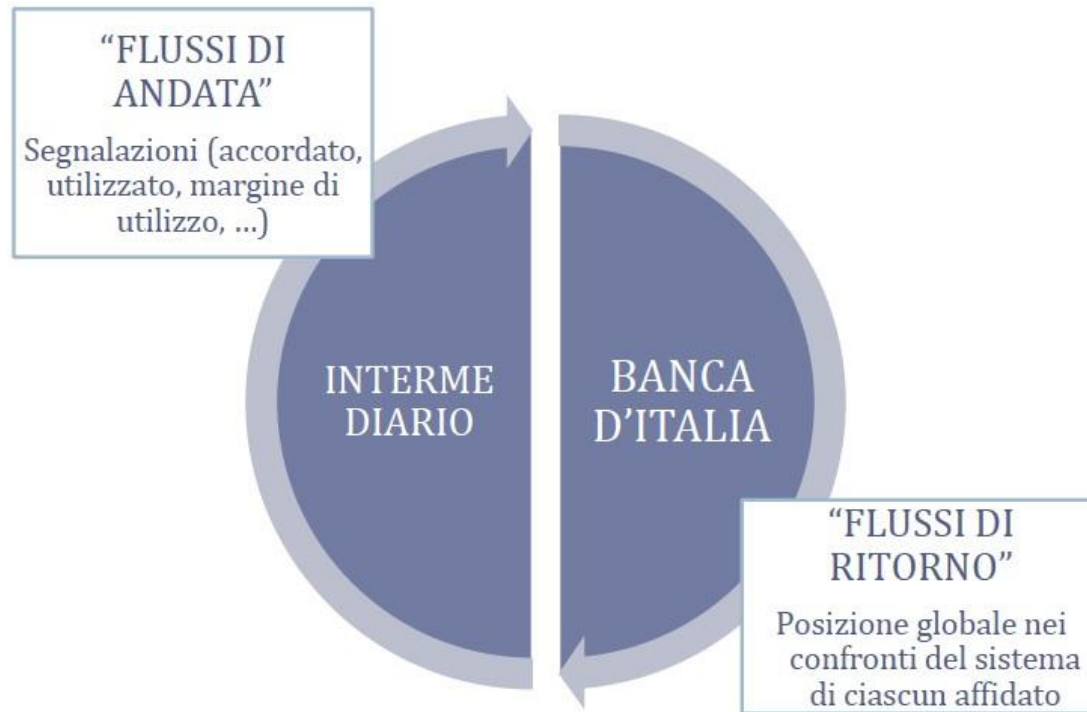 “FLUSSI DI
ANDATA”
Segnalazioni (accordato,
utilizzato, margine di
utilizzo, ...)
INTERME
DIARIO
BANCA
D’ITALIA
“FLUSSI DI
RITORNO”
Posizione globale nei
confronti del sistema
di ciascun affidato